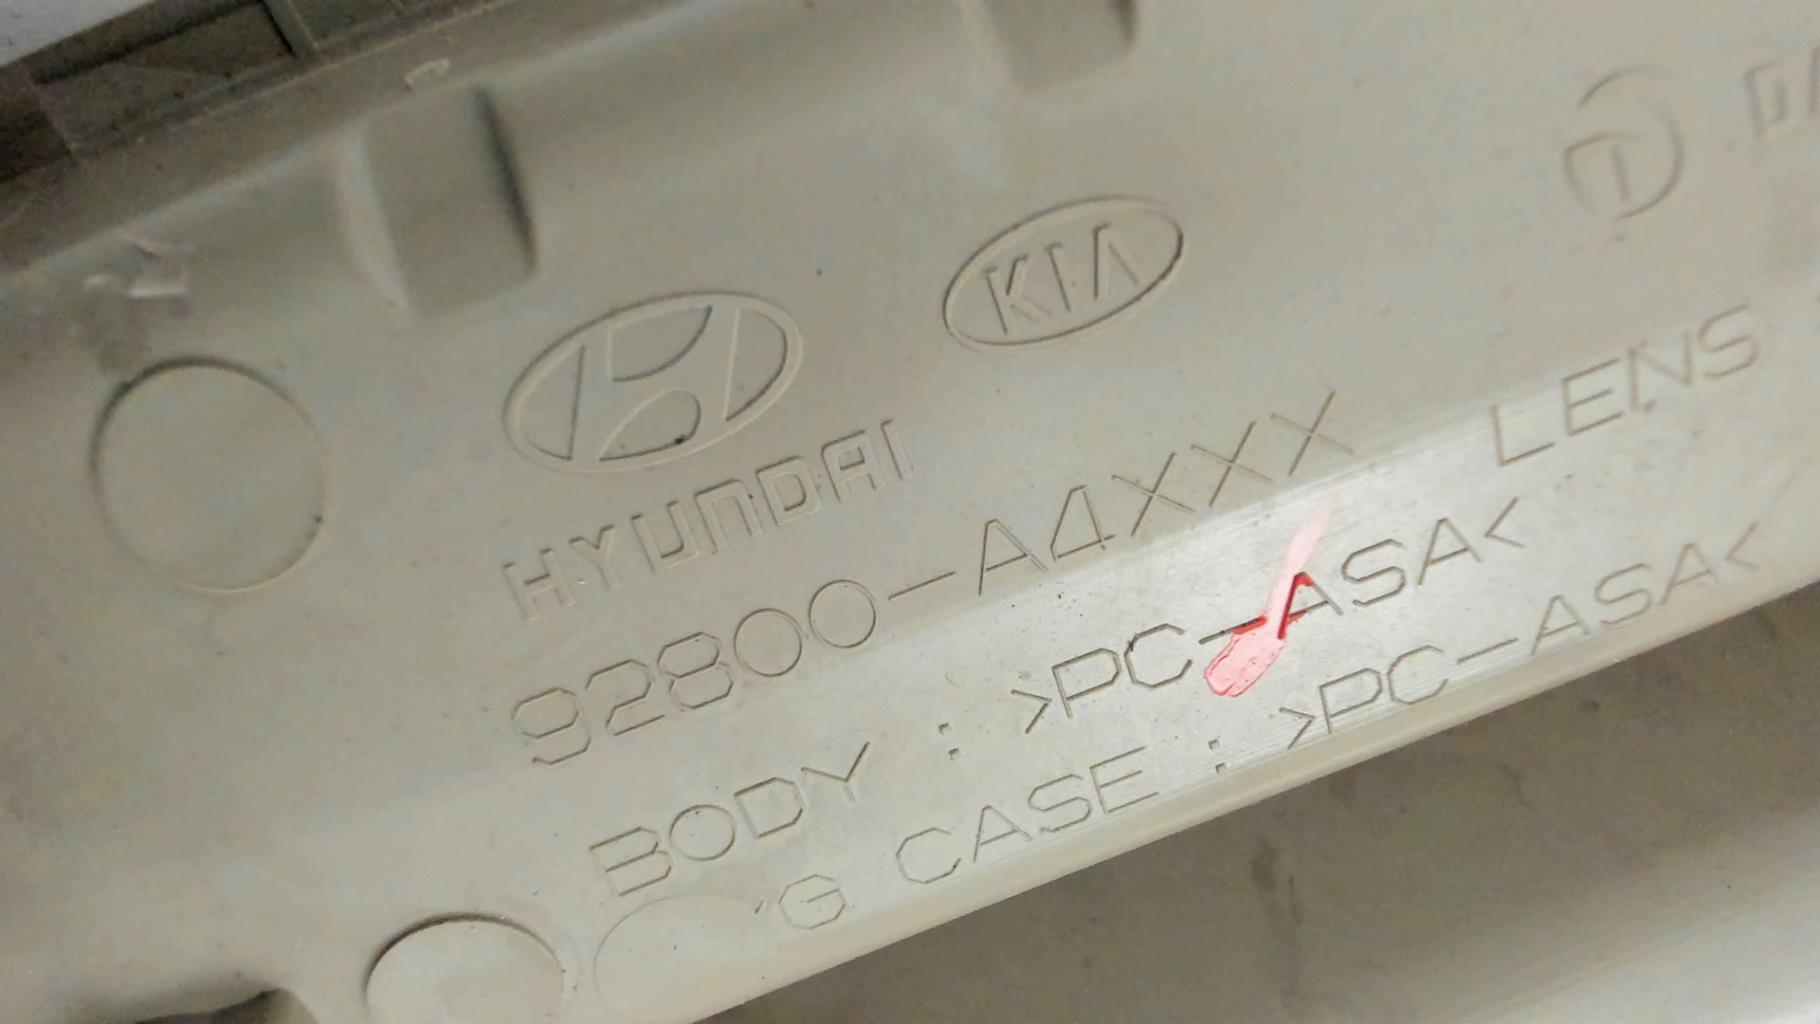 KIA
HYUNDAI
92800-A4XXX LENS
BODY : >PC-ASA<
'G CASE : >PC-ASA<